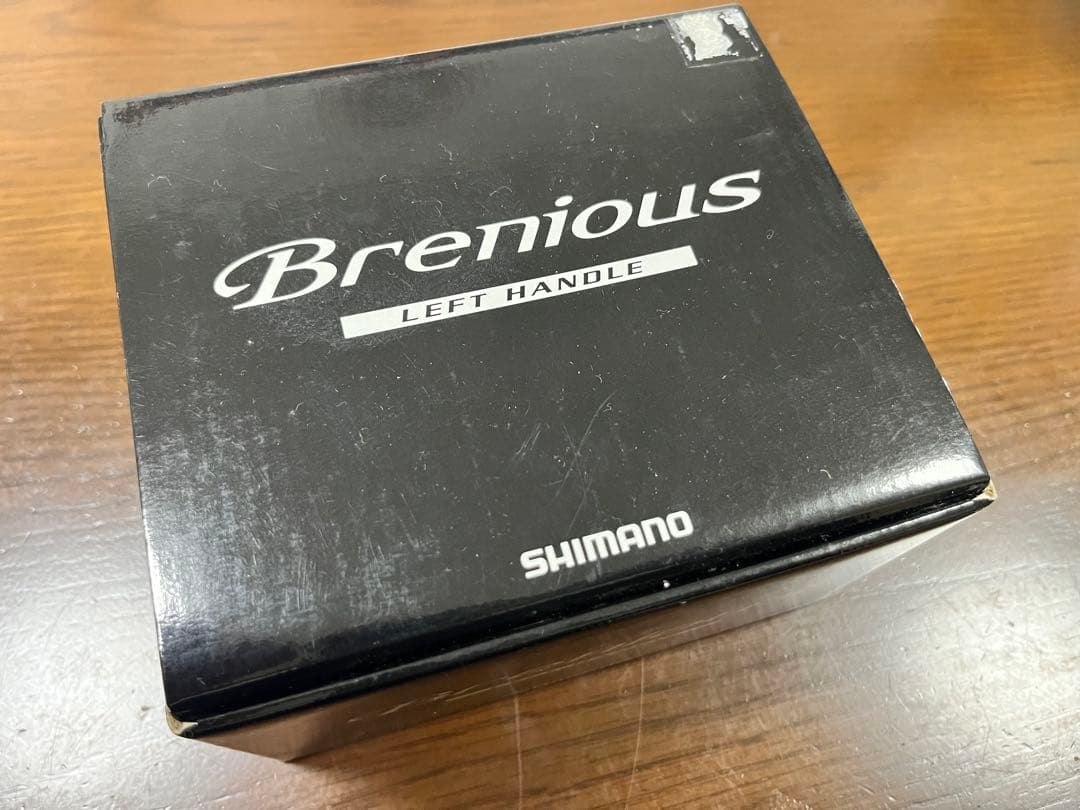 Brenious
LEFT HANDLE
SHIMANO